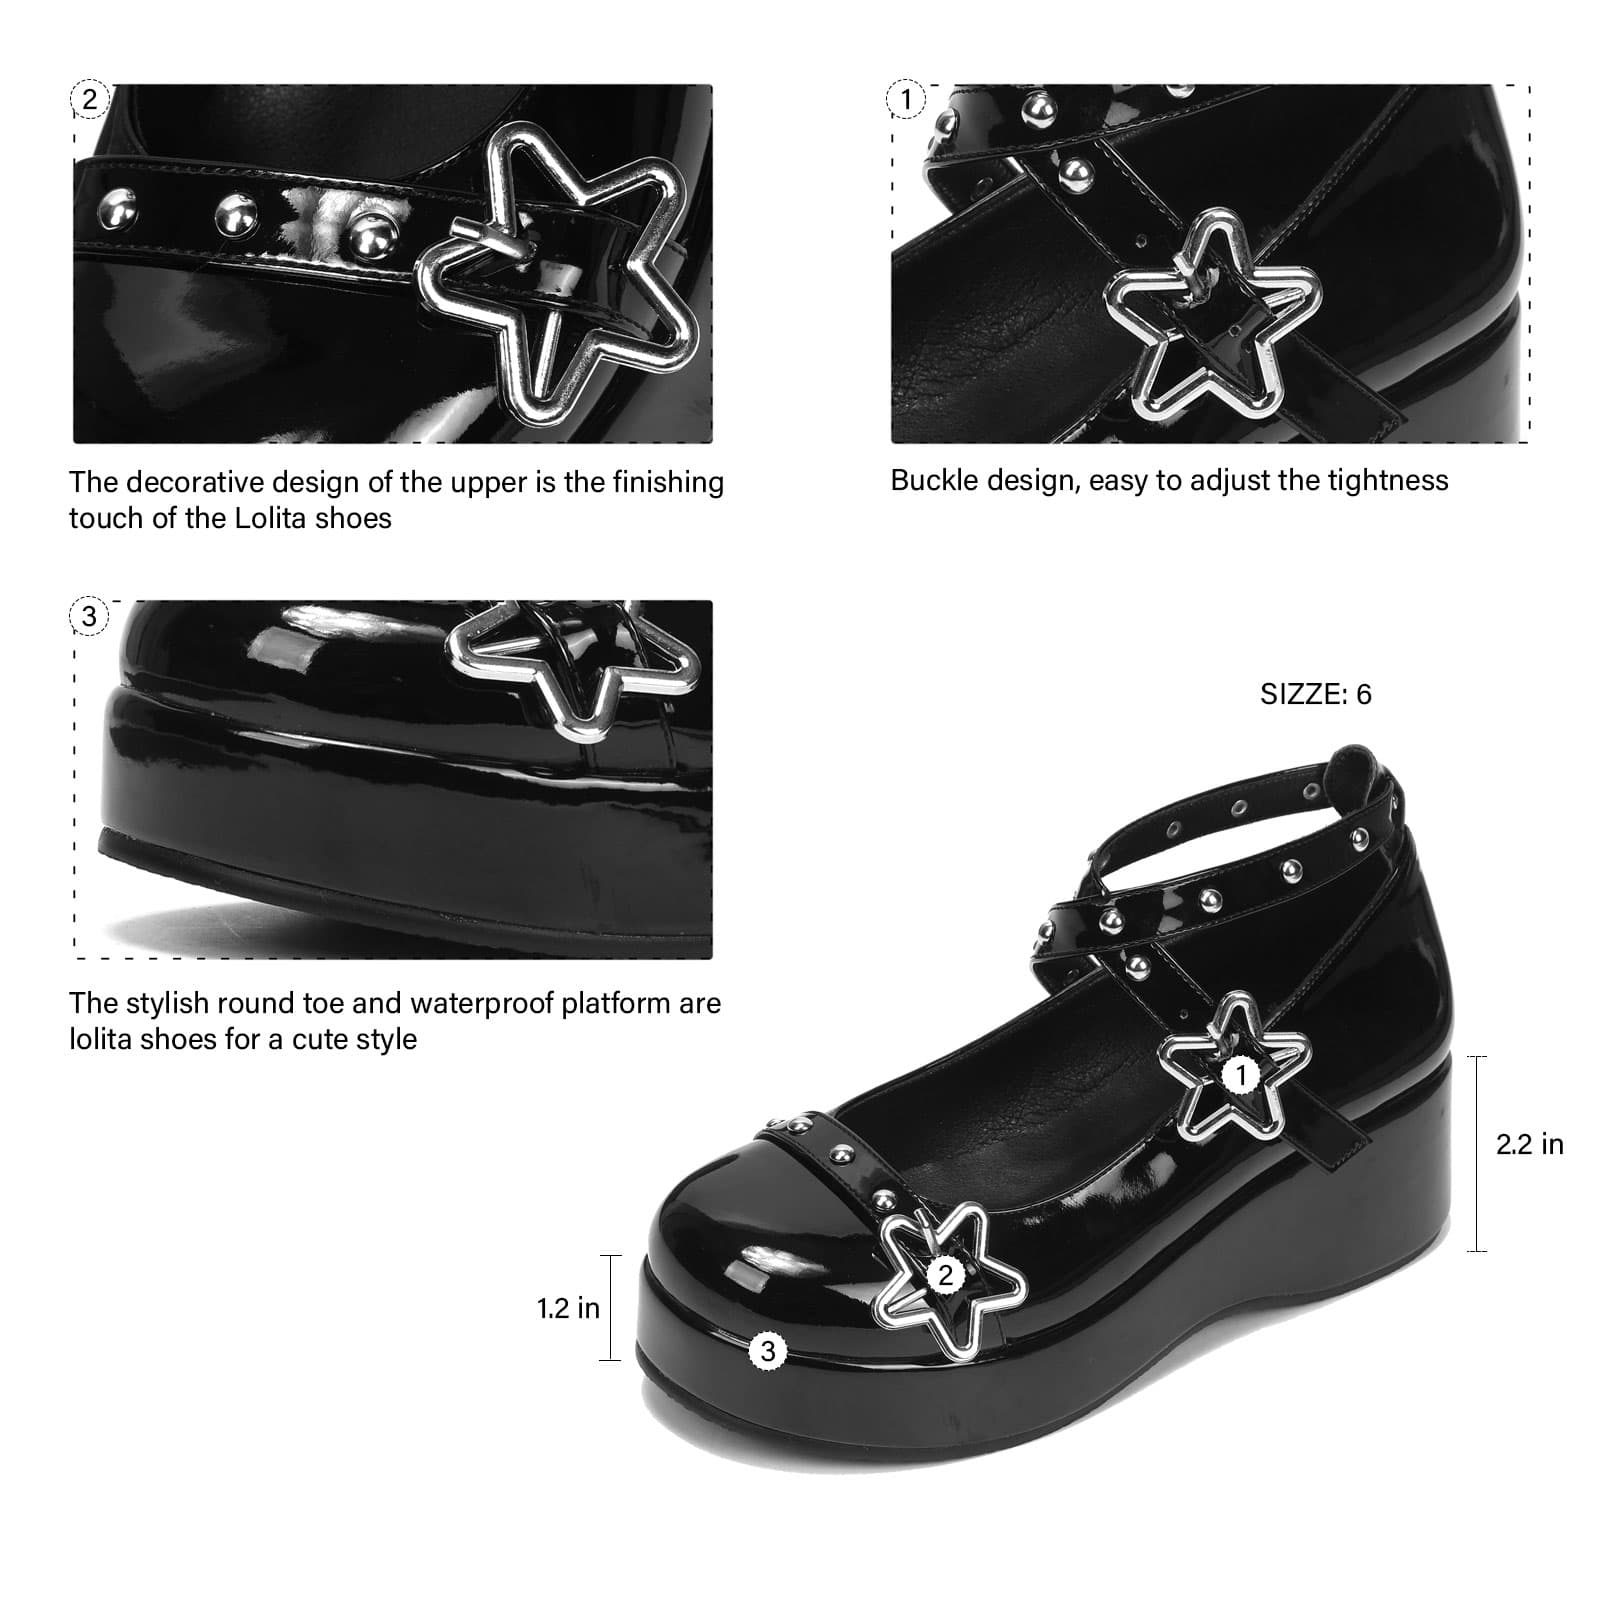 2
The decorative design of the upper is the finishing
touch of the Lolita shoes
1
Buckle design, easy to adjust the tightness
3
The stylish round toe and waterproof platform are
lolita shoes for a cute style
SIZZE: 6
1
2.2 in
2
1.2 in
3